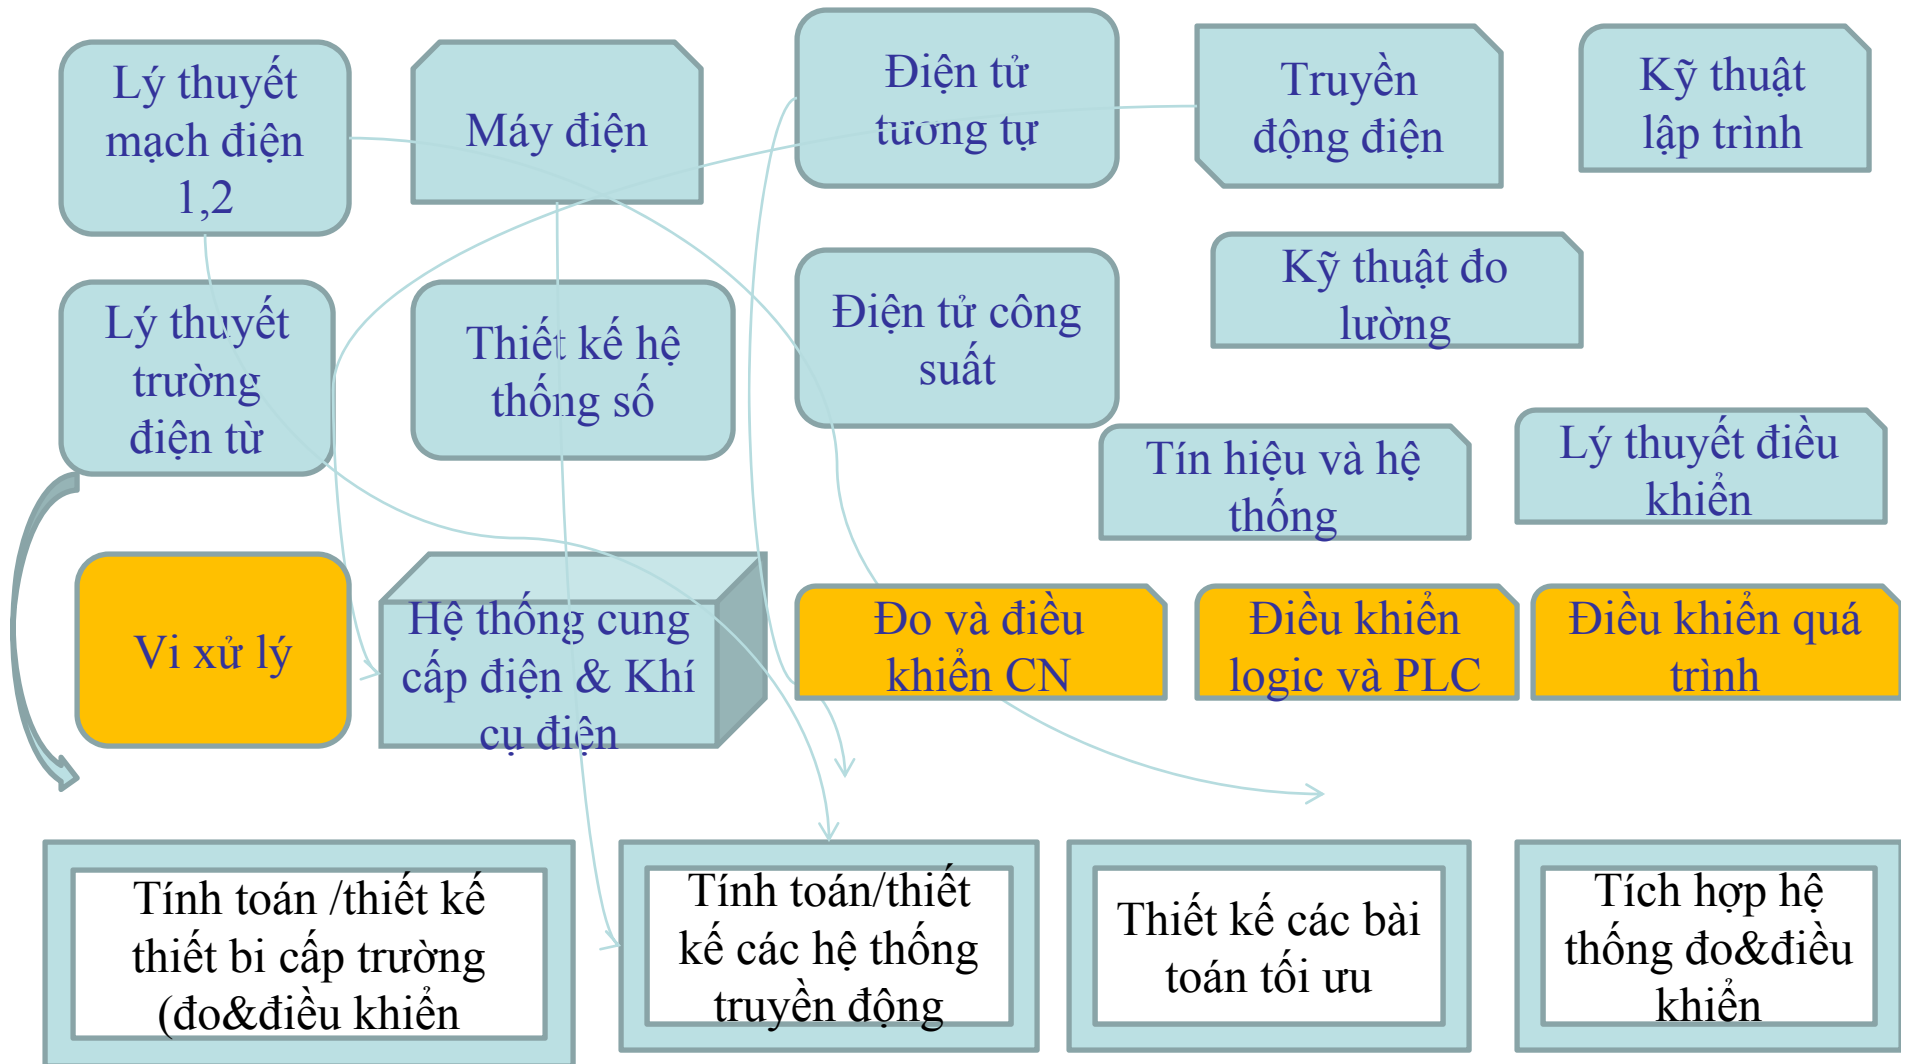 Lý thuyết
mạch điện
1,2
Máy điện
Điện tử
tương tự
Truyền
động điện
Kỹ thuật
lập trình
Lý thuyết
trường
điện từ
Thiết kế hệ
thống số
Điện tử công
suất
Kỹ thuật đo
lường
Tín hiệu và hệ
thống
Lý thuyết điều
khiển
Vi xử lý
Hệ thống cung
cấp điện & Khí
cụ điện
Đo và điều
khiển CN
Điều khiển
logic và PLC
Điều khiển quá
trình
Tính toán /thiết kế
thiết bi cấp trường
(đo&điều khiển
Tính toán/thiết
kế các hệ thống
truyền động
Thiết kế các bài
toán tối ưu
Tích hợp hệ
thống đo&điều
khiển